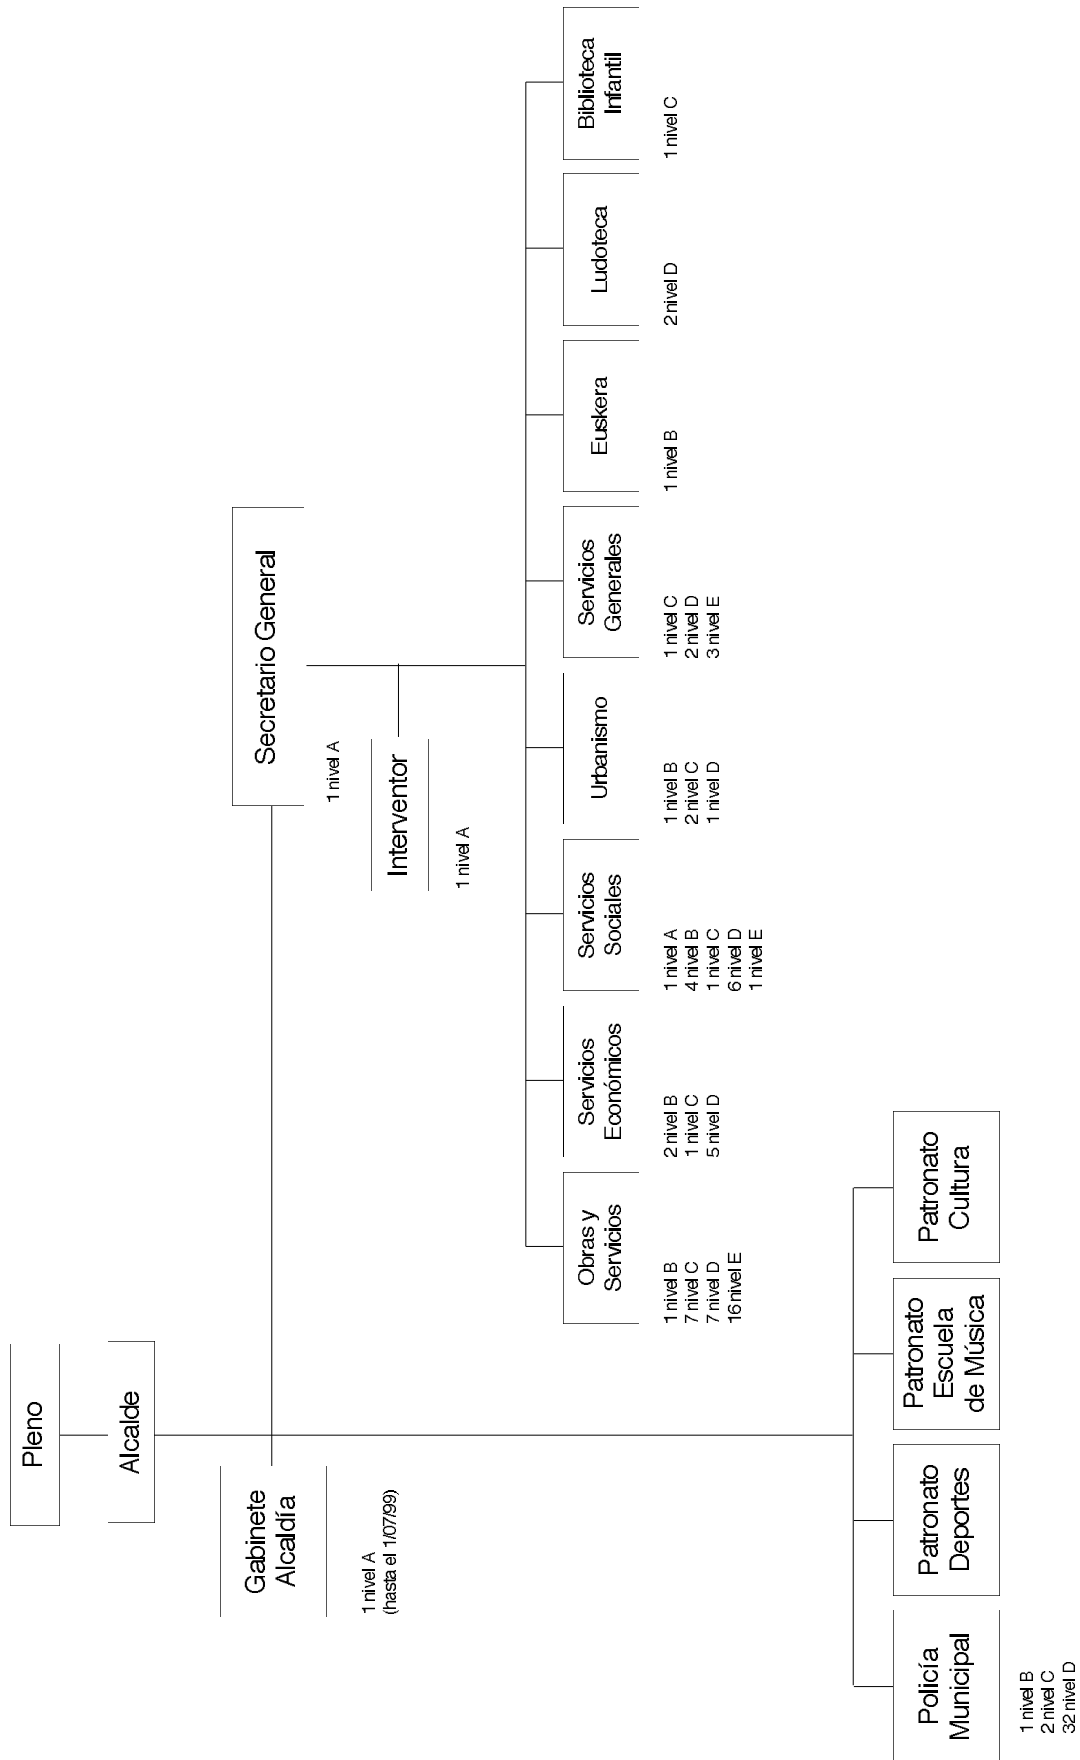 Pleno
Alcalde
Gabinete
Alcaldía
1 nivel A
(hasta el 1/07/99)
Secretario General
1 nivel A
Interventor
1 nivel A
Obras y
Servicios
1 nivel B
7 nivel C
7 nivel D
16 nivel E
Servicios
Económicos
2 nivel B
1 nivel C
5 nivel D
Servicios
Sociales
1 nivel A
4 nivel B
1 nivel C
6 nivel D
1 nivel E
Urbanismo
1 nivel B
2 nivel C
1 nivel D
Servicios
Generales
1 nivel C
2 nivel D
3 nivel E
Euskera
1 nivel B
Ludoteca
2 nivel D
Biblioteca
Infantil
1 nivel C
Policía
Municipal
1 nivel B
2 nivel C
32 nivel D
Patronato
Deportes
Patronato
Escuela
de Música
Patronato
Cultura